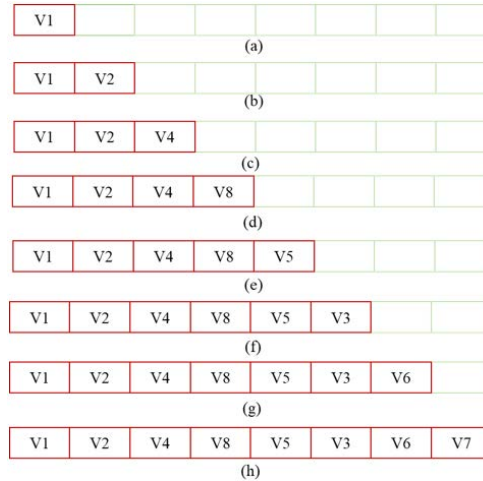 V1
(a)
V1 V2
(b)
V1 V2 V4
(c)
V1 V2 V4 V8
(d)
V1 V2 V4 V8 V5
(e)
V1 V2 V4 V8 V5 V3
(f)
V1 V2 V4 V8 V5 V3 V6
(g)
V1 V2 V4 V8 V5 V3 V6 V7
(h)